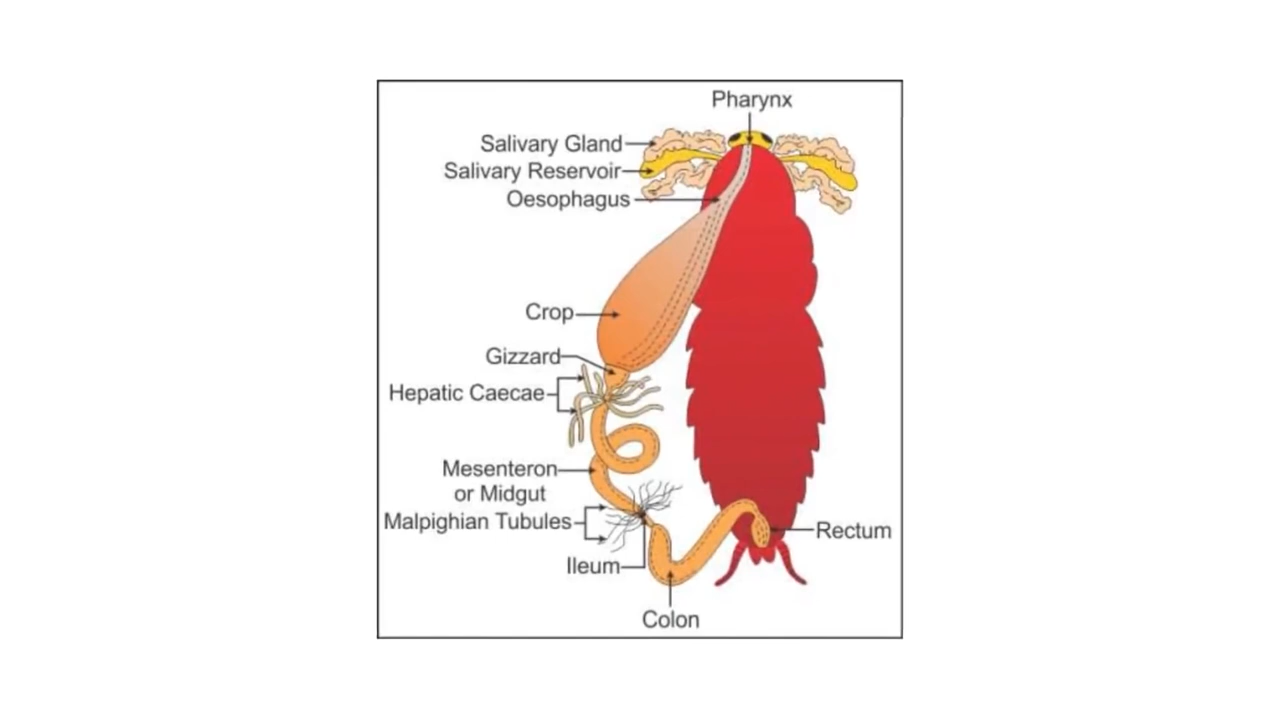 Pharynx
Salivary Gland
Salivary Reservoir
Oesophagus
Crop
Gizzard
Hepatic Caecae
Mesenteron
or Midgut
Malpighian Tubules
Rectum
Ileum
Colon